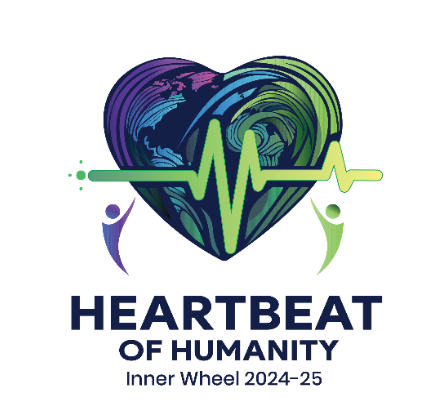 HEARTBEAT
OF HUMANITY
Inner Wheel 2024-25